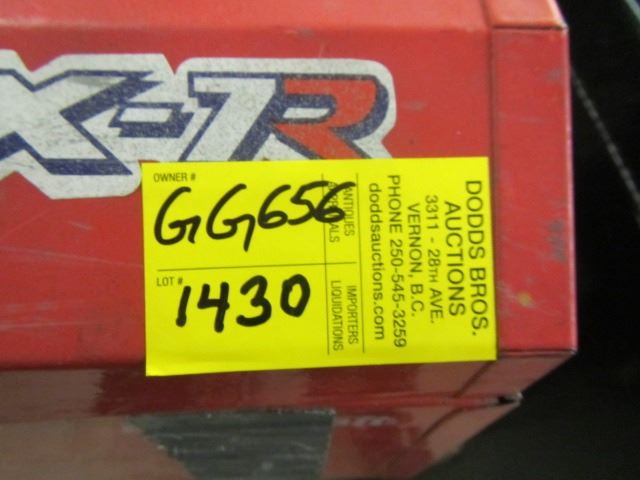 X-1R
OWNER #
GG656
LOT #
1430
ANTIQUES
IMPORTERS
LIQUIDATIONS
DODDS BROS.
AUCTIONS
3311 - 28TH AVE.
VERNON, B.C.
PHONE 250-545-3259
doddsauctions.com